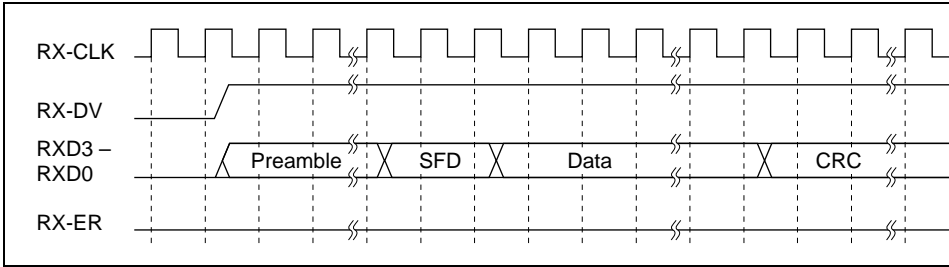 RX-CLK
RX-DV
RXD3 –
RXD0
Preamble
SFD
Data
CRC
RX-ER